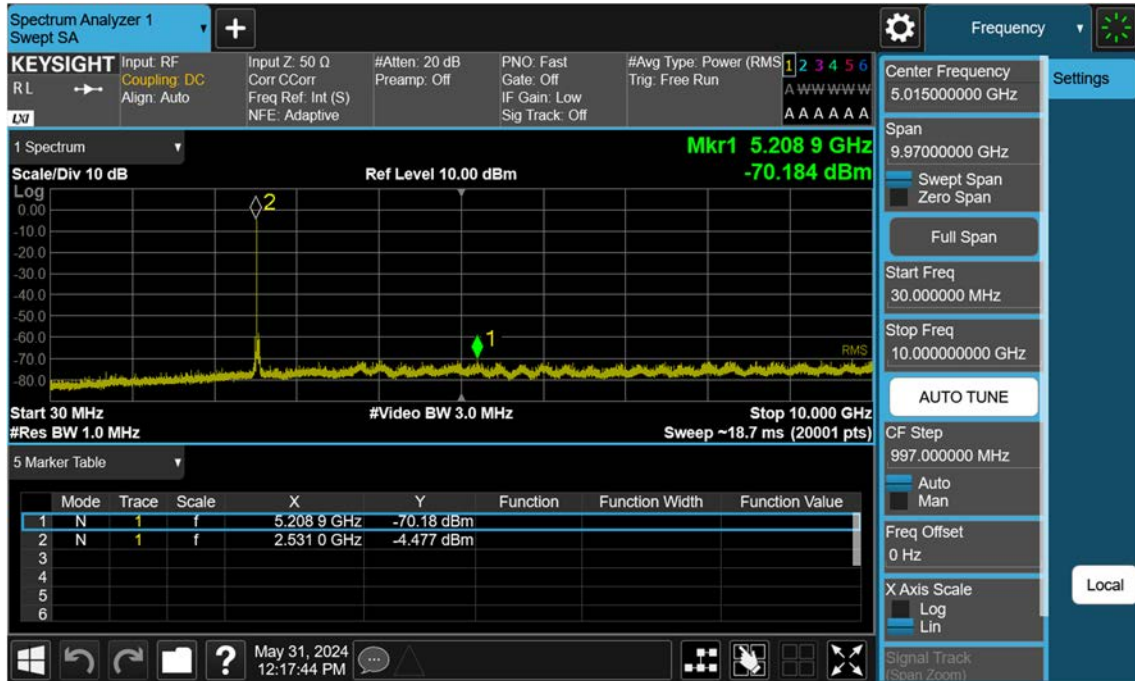 Spectrum Analyzer 1
Swept SA
Frequency
KEYSIGHT
RL
LXI
Input: RF
Coupling: DC
Align: Auto
Input Z: 50 Ω
Corr CCorr
Freq Ref: Int (S)
NFE: Adaptive
#Atten: 20 dB
Preamp: Off
PNO: Fast
Gate: Off
IF Gain: Low
Sig Track: Off
#Avg Type: Power (RMS
Trig: Free Run
1 2 3 4 5 6
A W W W W W
A A A A A A
1 Spectrum
Mkr1 5.208 9 GHz
-70.184 dBm
Scale/Div 10 dB
Ref Level 10.00 dBm
Log
0.00
-10.0
-20.0
-30.0
-40.0
-50.0
-60.0
-70.0
-80.0
2
1
RMS
Start 30 MHz
#Video BW 3.0 MHz
Stop 10.000 GHz
#Res BW 1.0 MHz
Sweep ~18.7 ms (20001 pts)
5 Marker Table
Mode Trace Scale X Y Function Function Width Function Value
1 N 1 f 5.208 9 GHz -70.18 dBm
2 N 1 f 2.531 0 GHz -4.477 dBm
3
4
5
6
May 31, 2024
12:17:44 PM
?
Center Frequency
5.015000000 GHz
Settings
Span
9.97000000 GHz
Swept Span
Zero Span
Full Span
Start Freq
30.000000 MHz
Stop Freq
10.000000000 GHz
AUTO TUNE
CF Step
997.000000 MHz
Auto
Man
Freq Offset
0 Hz
X Axis Scale
Log
Lin
Local
Signal Track
(Span Zoom)